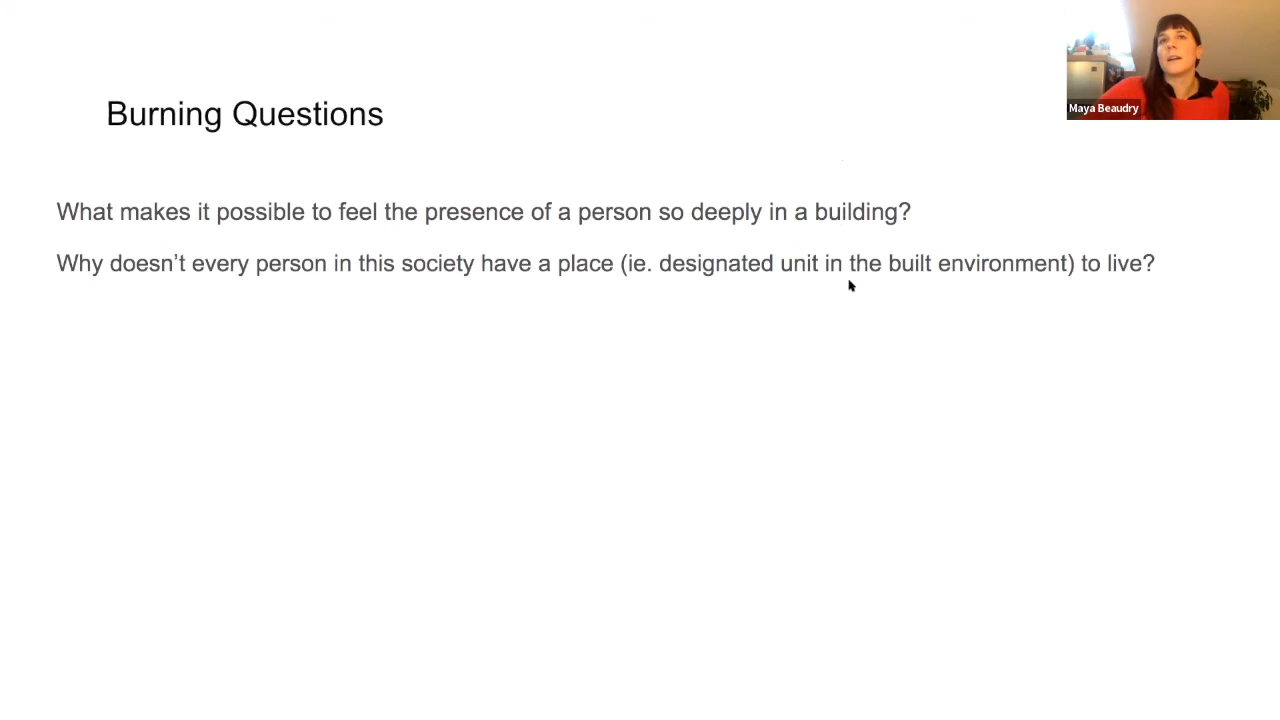 Burning Questions
Maya Beaudry
What makes it possible to feel the presence of a person so deeply in a building?
Why doesn’t every person in this society have a place (ie. designated unit in the built environment) to live?